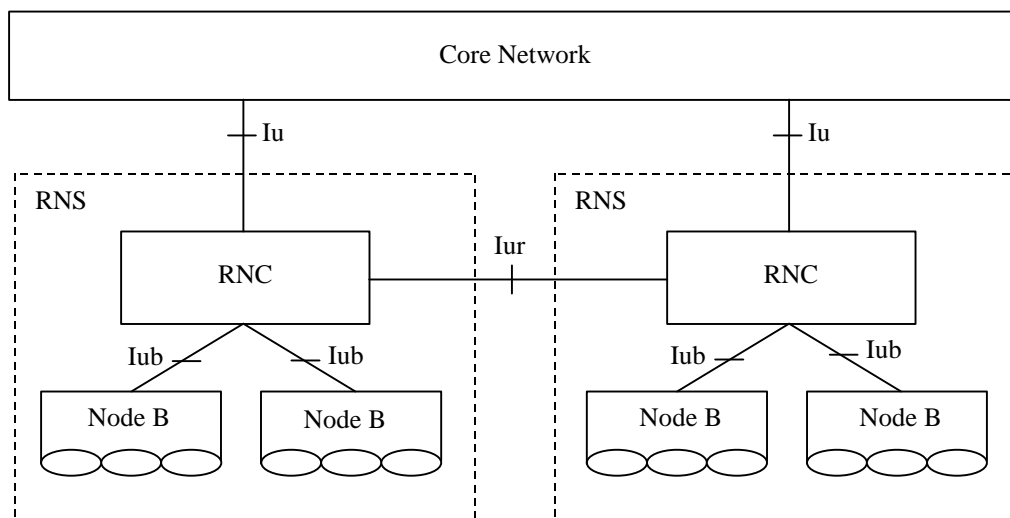 Core Network
Iu
Iu
RNS
RNS
Iur
RNC
RNC
Iub
Iub
Iub
Iub
Node B
Node B
Node B
Node B